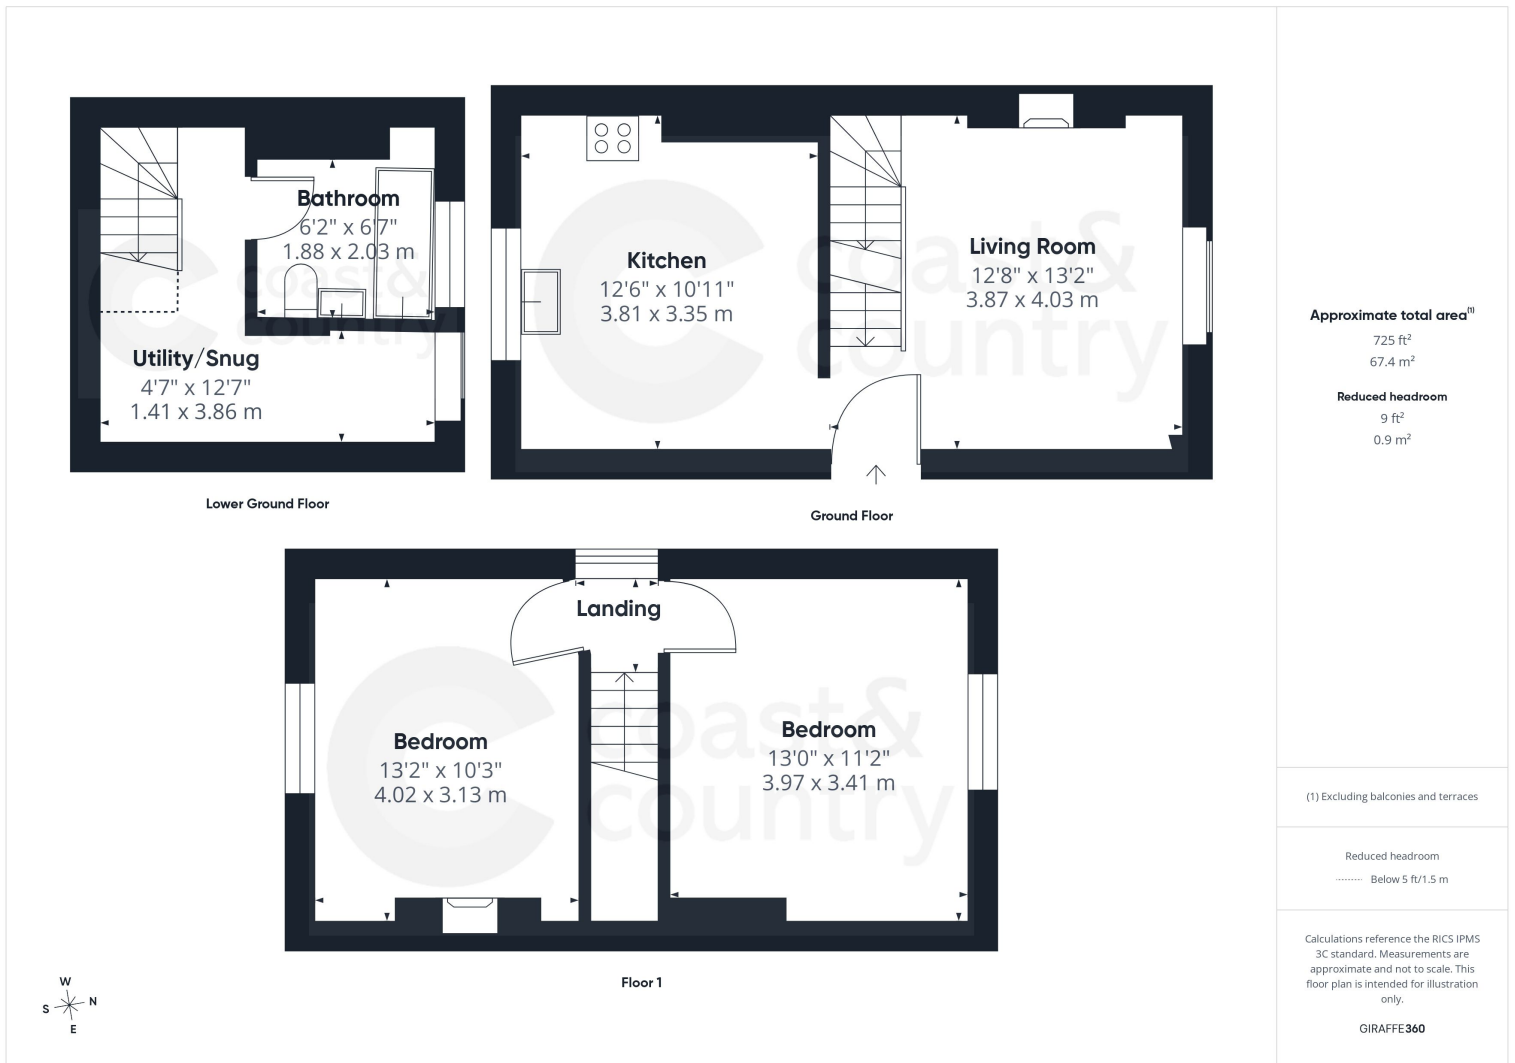 Bathroom
6'2" x 6'7"
1.88 x 2.03 m
Utility/Snug
4'7" x 12'7"
1.41 x 3.86 m
Lower Ground Floor
Kitchen
12'6" x 10'11"
3.81 x 3.35 m
Living Room
12'8" x 13'2"
3.87 x 4.03 m
Ground Floor
Landing
Bedroom
13'2" x 10'3"
4.02 x 3.13 m
Bedroom
13'0" x 11'2"
3.97 x 3.41 m
Floor 1
coast&
country
coast&
country
coast&
country
W
N
S
E
Approximate total area(1)
725 ft²
67.4 m²
Reduced headroom
9 ft²
0.9 m²
(1) Excluding balconies and terraces
Reduced headroom
Below 5 ft/1.5 m
Calculations reference the RICS IPMS
3C standard. Measurements are
approximate and not to scale. This
floor plan is intended for illustration
only.
GIRAFFE360